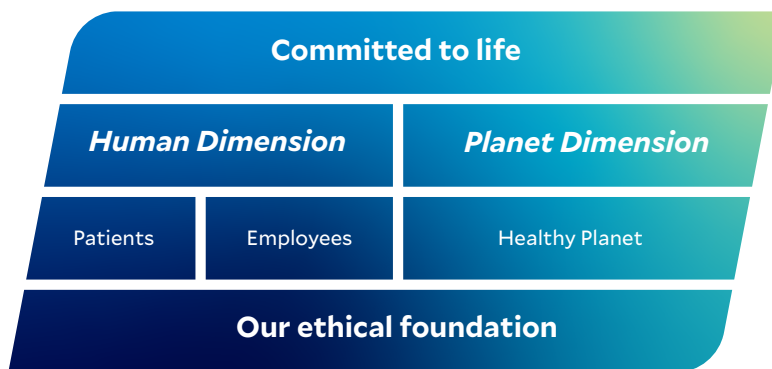 Committed to life
Human Dimension
Planet Dimension
Patients
Employees
Healthy Planet
Our ethical foundation